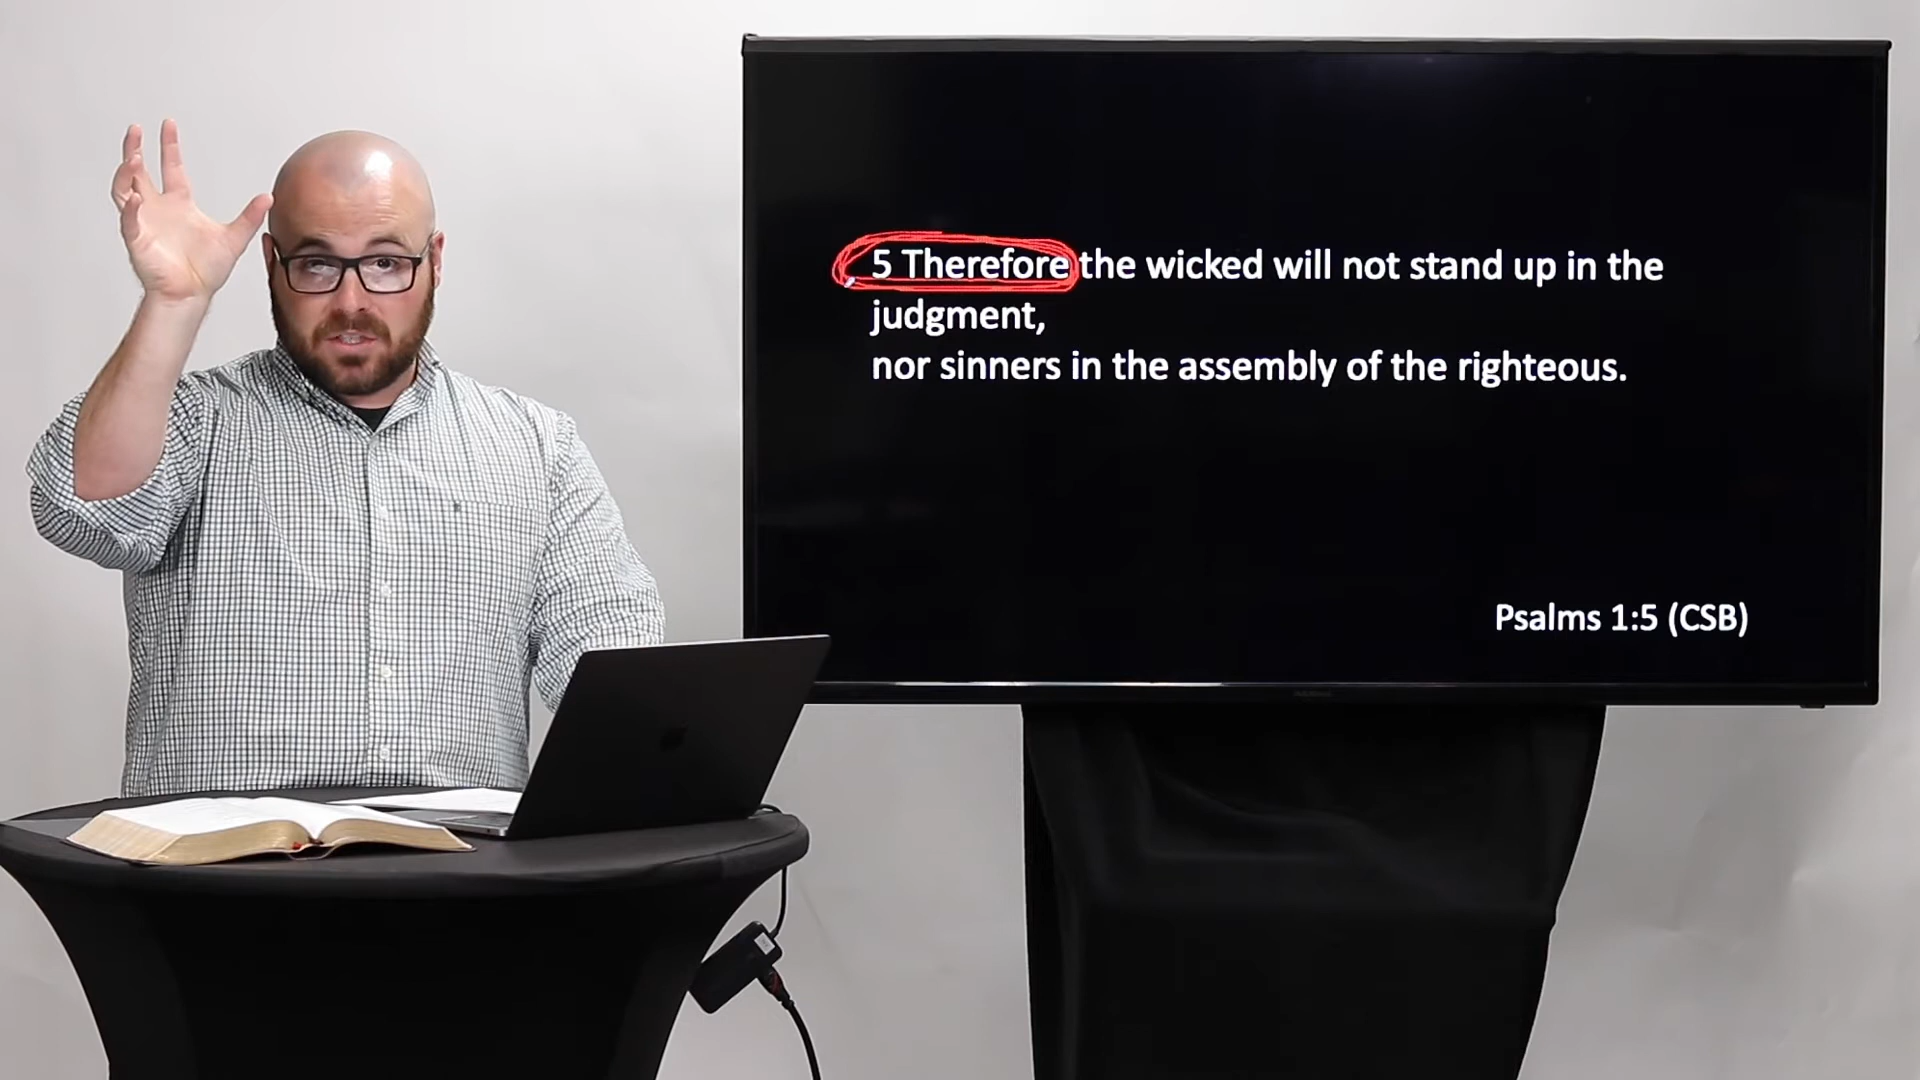 5 Therefore the wicked will not stand up in the
judgment,
nor sinners in the assembly of the righteous.
Psalms 1:5 (CSB)